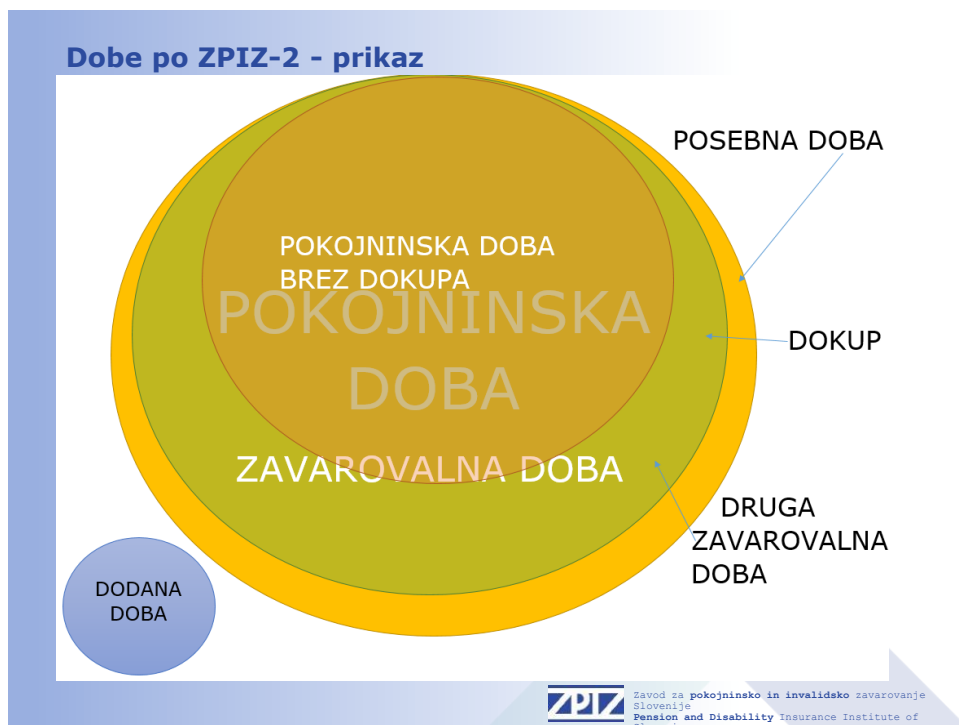 Dobe po ZPIZ-2 - prikaz
POSEBNA DOBA
POKOJNINSKA DOBA
BREZ DOKUPA
POKOJNINSKA
DOBA
DOKUP
ZAVAROVALNA DOBA
DRUGA
ZAVAROVALNA
DOBA
DODANA
DOBA
ZPIZ
Zavod za pokojninsko in invalidsko zavarovanje
Slovenije
Pension and Disability Insurance Institute of